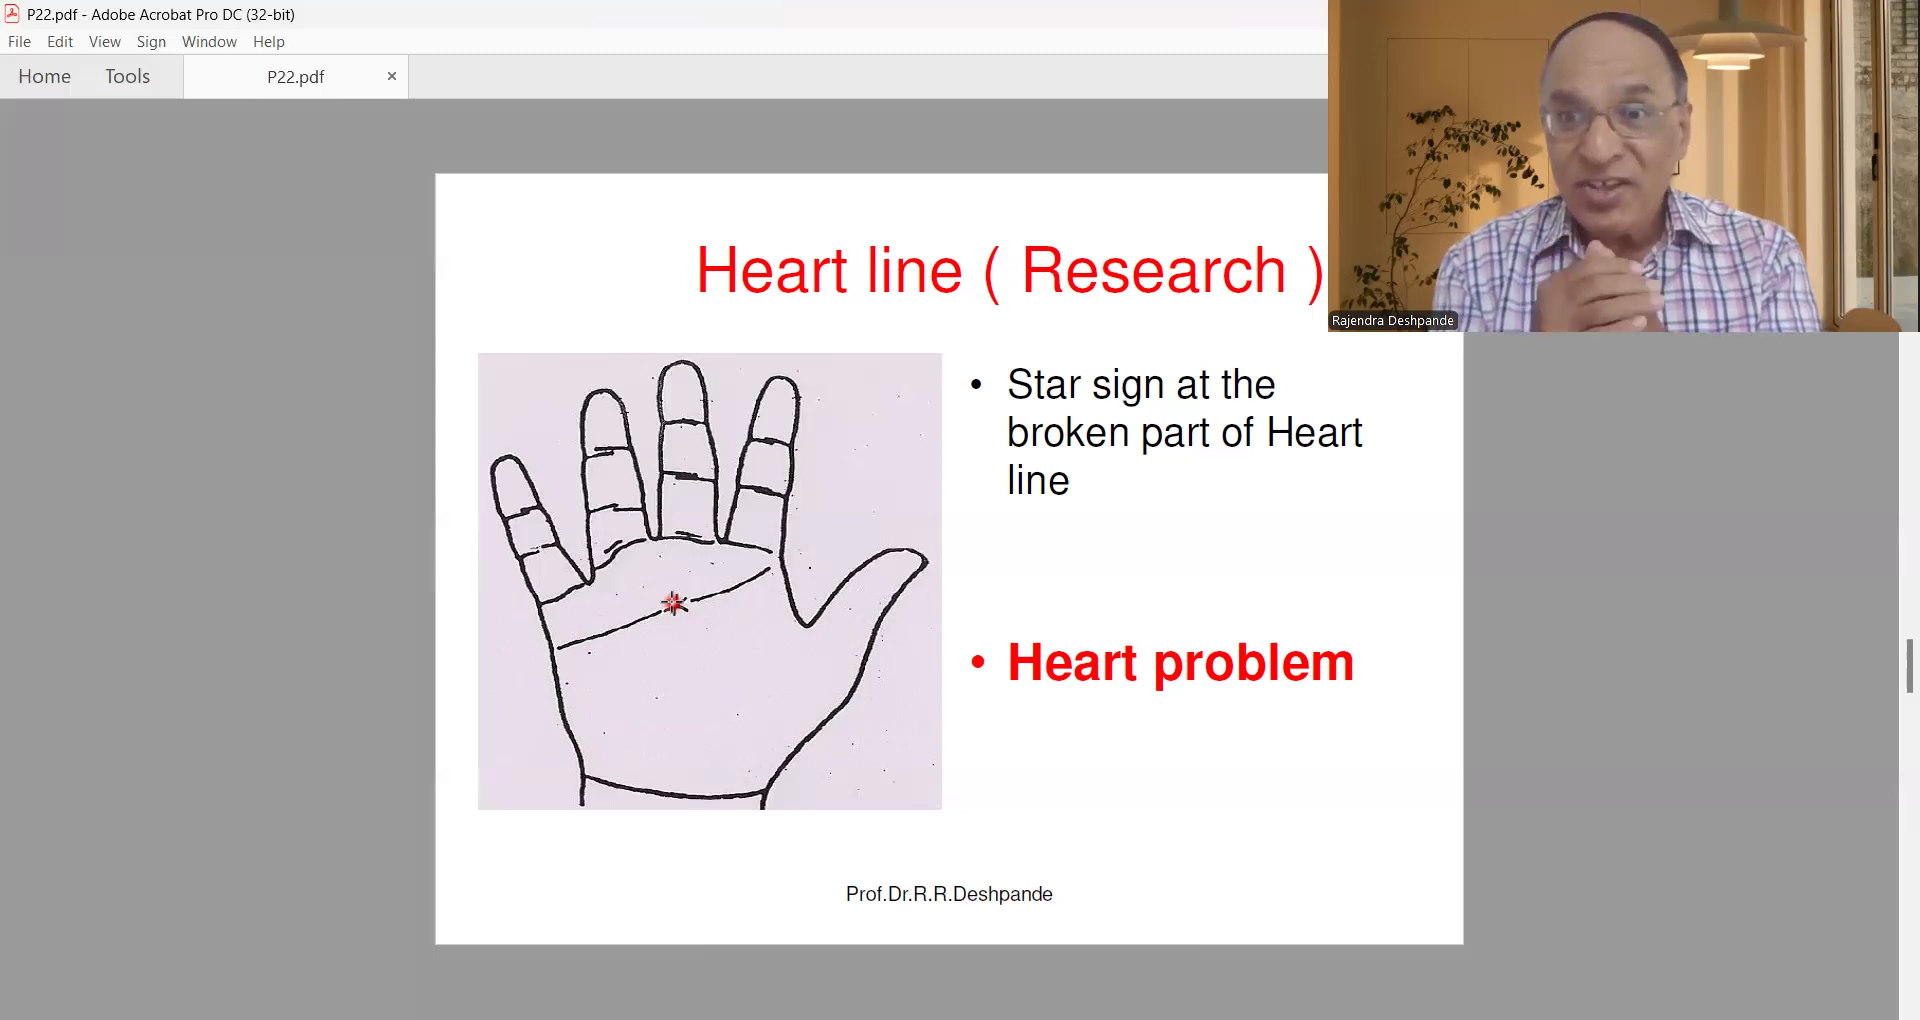 P22.pdf - Adobe Acrobat Pro DC (32-bit)
File Edit View Sign Window Help
Home Tools P22.pdf ×
Rajendra Deshpande
Heart line ( Research )
• Star sign at the
broken part of Heart
line
• Heart problem
Prof.Dr.R.R.Deshpande